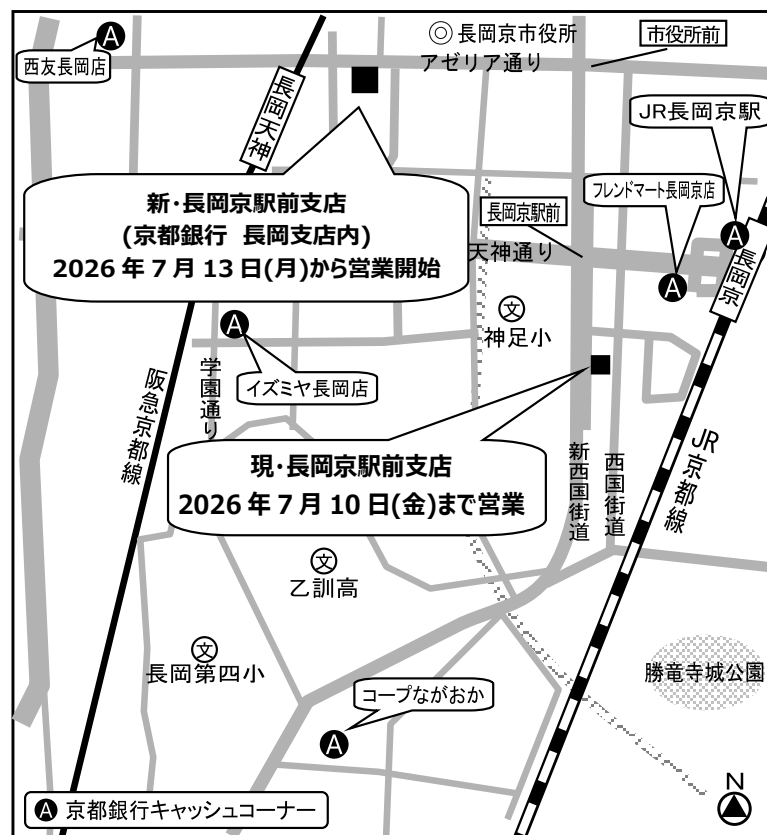 ◎長岡京市役所
市役所前
西友長岡店
アゼリア通り
長岡天神
JR長岡京駅
新・長岡京駅前支店
(京都銀行 長岡支店内)
2026年7月13日(月)から営業開始
フレンドマート長岡京店
長岡京駅前
天神通り
長岡京
A
A
A
A
文
神足小
学園通り
イズミヤ長岡店
阪急京都線
現・長岡京駅前支店
2026年7月10日(金)まで営業
新西国街道
西国街道
JR京都線
文
乙訓高
文
長岡第四小
勝竜寺城公園
コープながおか
A
N
A 京都銀行キャッシュコーナー